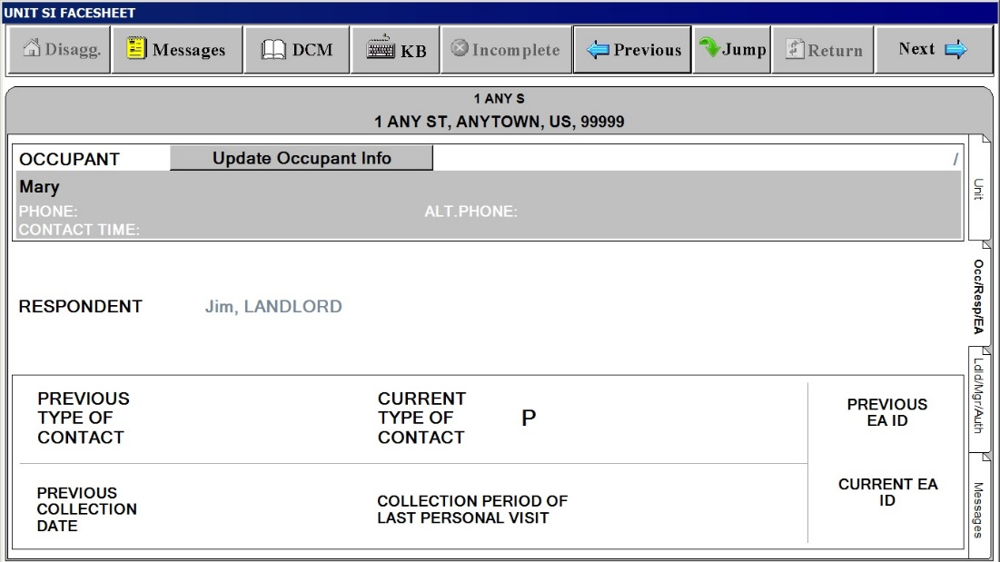 UNIT SI FACESHEET
Disagg. Messages DCM KB Incomplete Previous Jump Return Next
1 ANY S
1 ANY ST, ANYTOWN, US, 99999
OCCUPANT Update Occupant Info /
Mary
PHONE: ALT.PHONE:
CONTACT TIME:
RESPONDENT Jim, LANDLORD
PREVIOUS
TYPE OF
CONTACT
CURRENT
TYPE OF
CONTACT
P
PREVIOUS
EA ID
PREVIOUS
COLLECTION
DATE
COLLECTION PERIOD OF
LAST PERSONAL VISIT
CURRENT EA
ID
Unit
Occ/Resp/EA
Ldld/Mgr/Auth
Messages